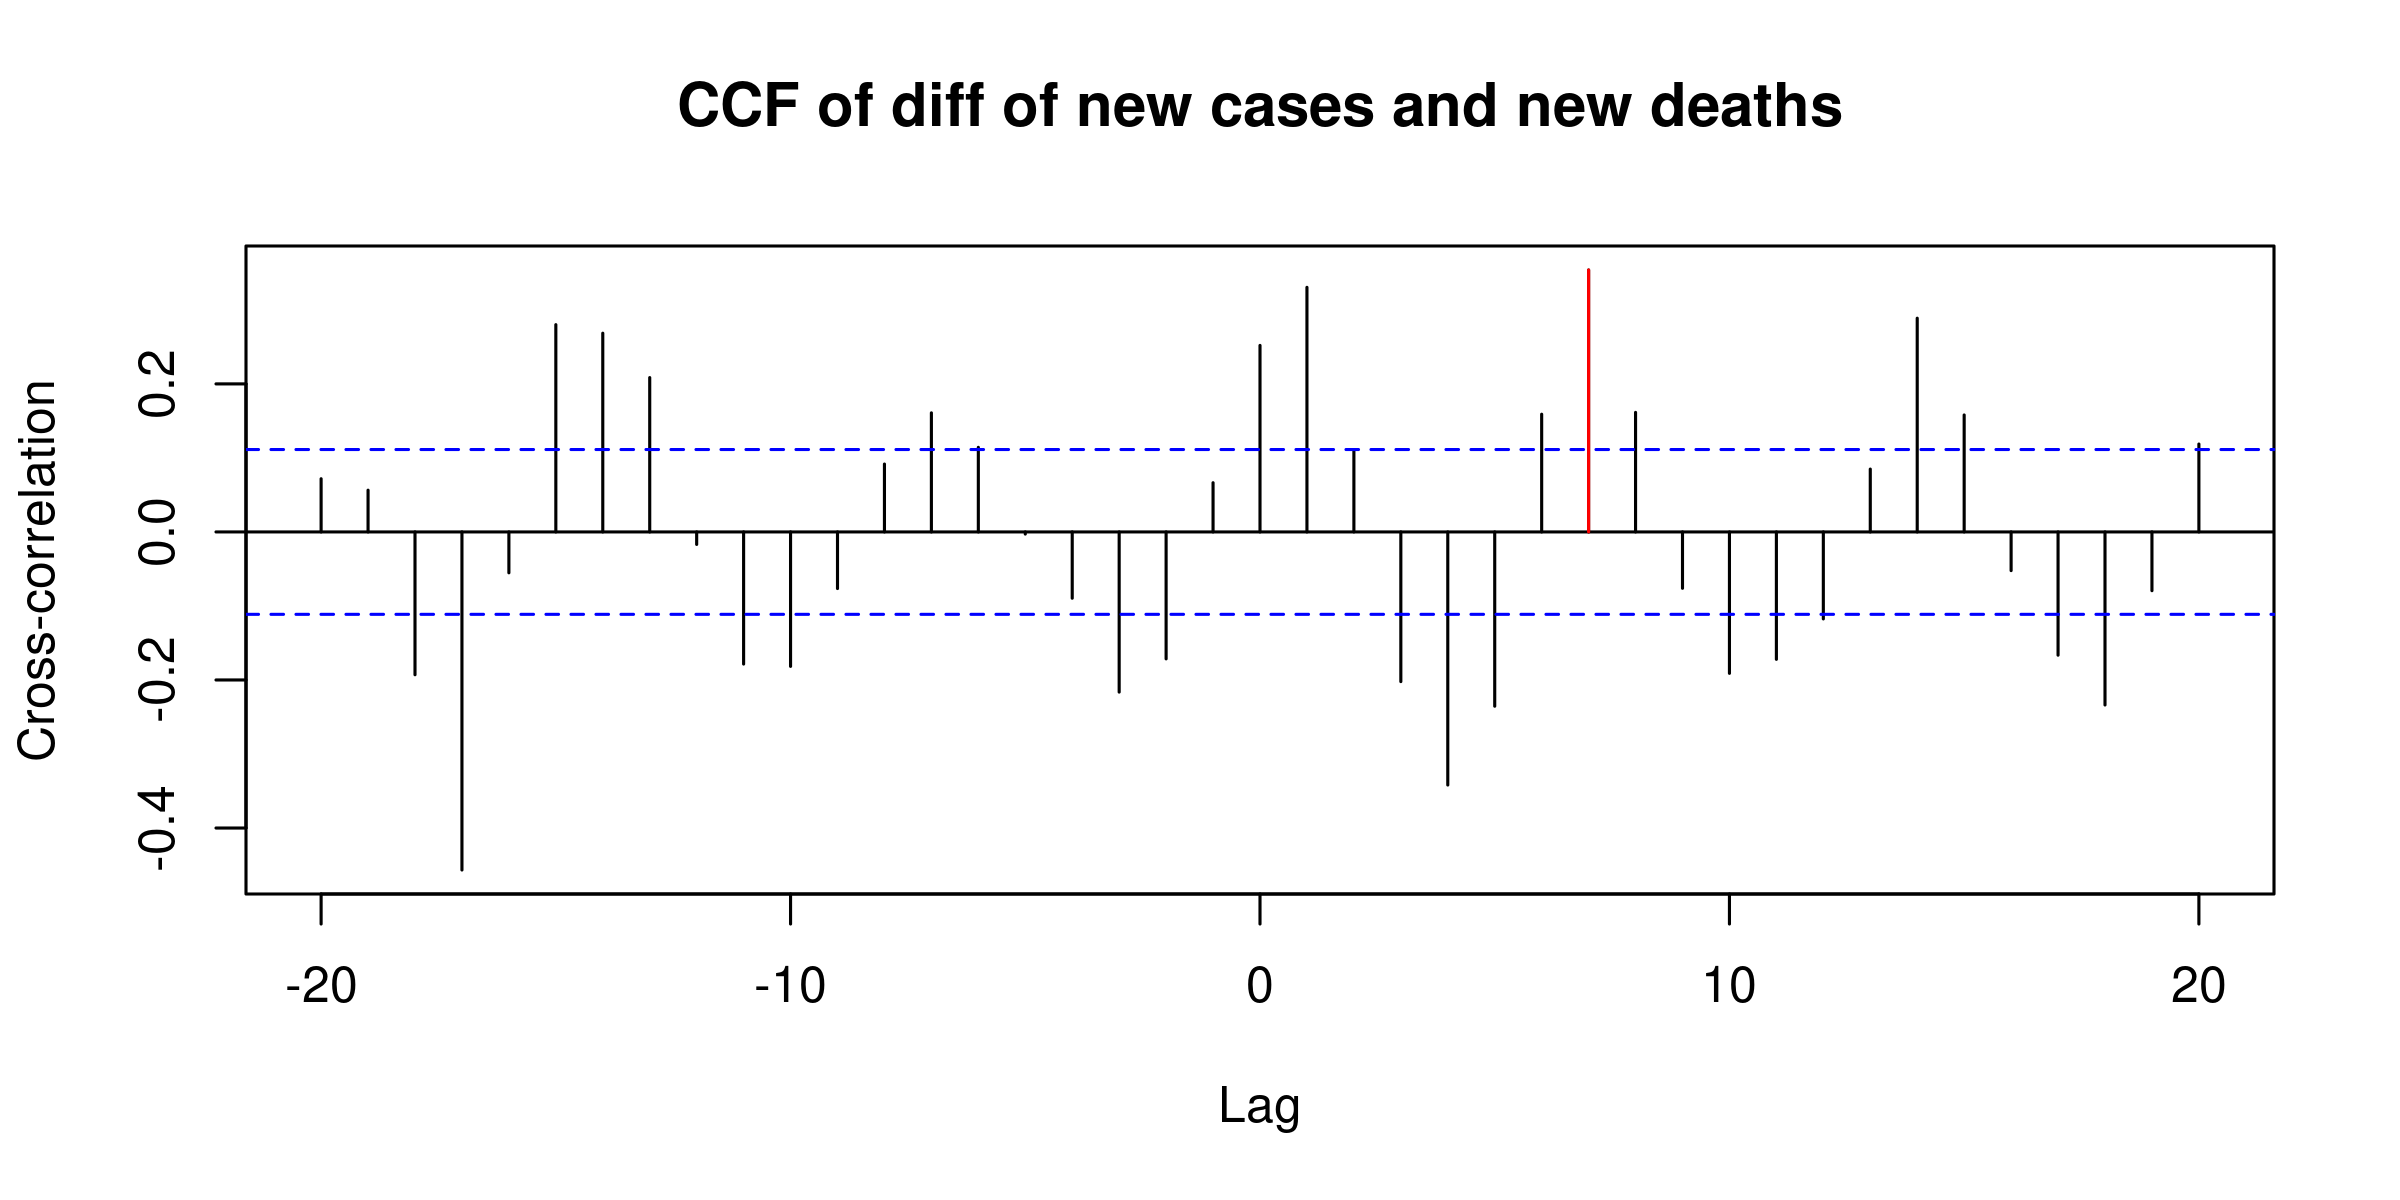 CCF of diff of new cases and new deaths
Cross-correlation
0.2
0.0
-0.2
-0.4
-20 -10 0 10 20
Lag